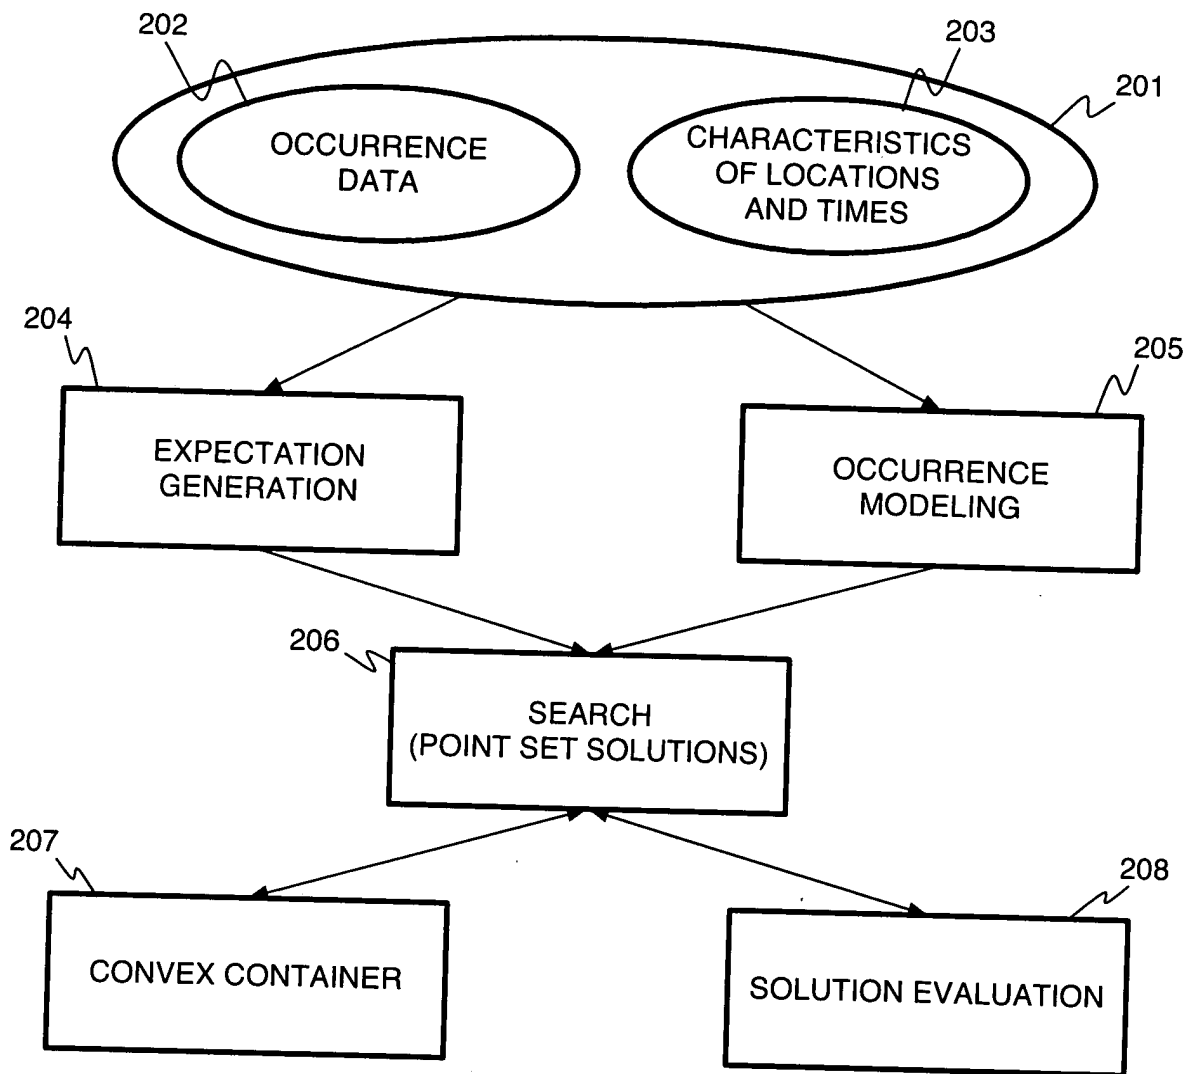 202
203
201
OCCURRENCE
DATA
CHARACTERISTICS
OF LOCATIONS
AND TIMES
204
205
EXPECTATION
GENERATION
OCCURRENCE
MODELING
206
SEARCH
(POINT SET SOLUTIONS)
207
208
CONVEX CONTAINER
SOLUTION EVALUATION